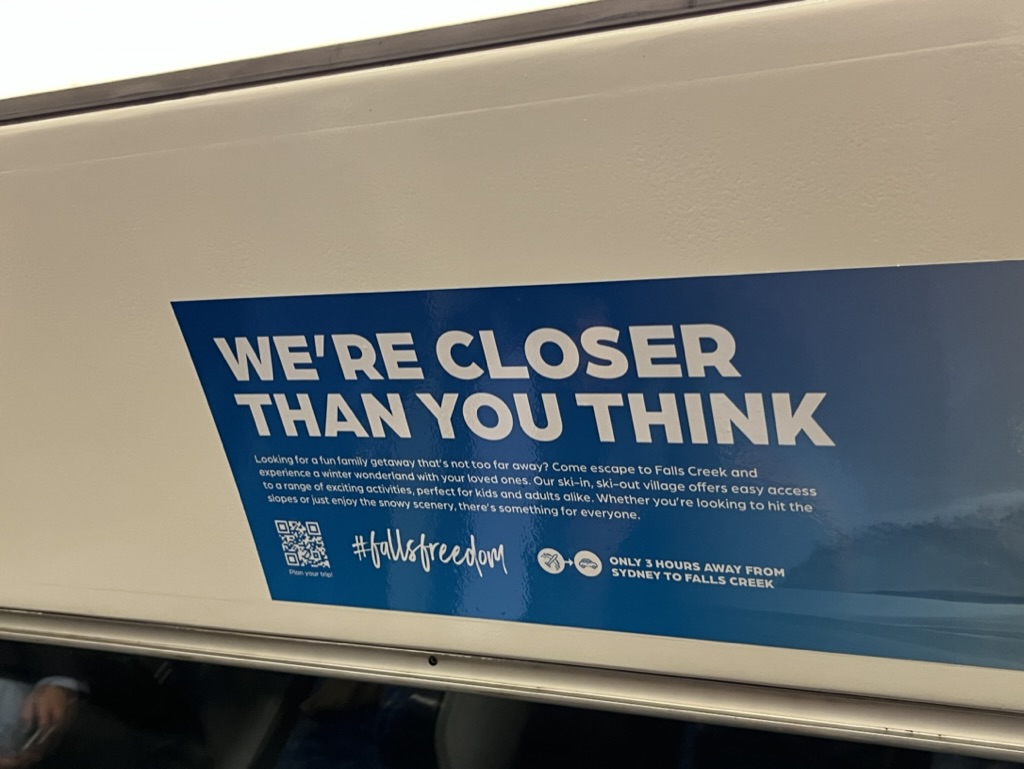 WE'RE CLOSER
THAN YOU THINK
Looking for a fun family getaway that's not too far away? Come escape to Falls Creek and
experience a winter wonderland with your loved ones. Our ski-in, ski-out village offers easy access
to a range of exciting activities, perfect for kids and adults alike. Whether you're looking to hit the
slopes or just enjoy the snowy scenery, there's something for everyone.
Plan your trip!
#fallsfreedom
ONLY 3 HOURS AWAY FROM
SYDNEY TO FALLS CREEK